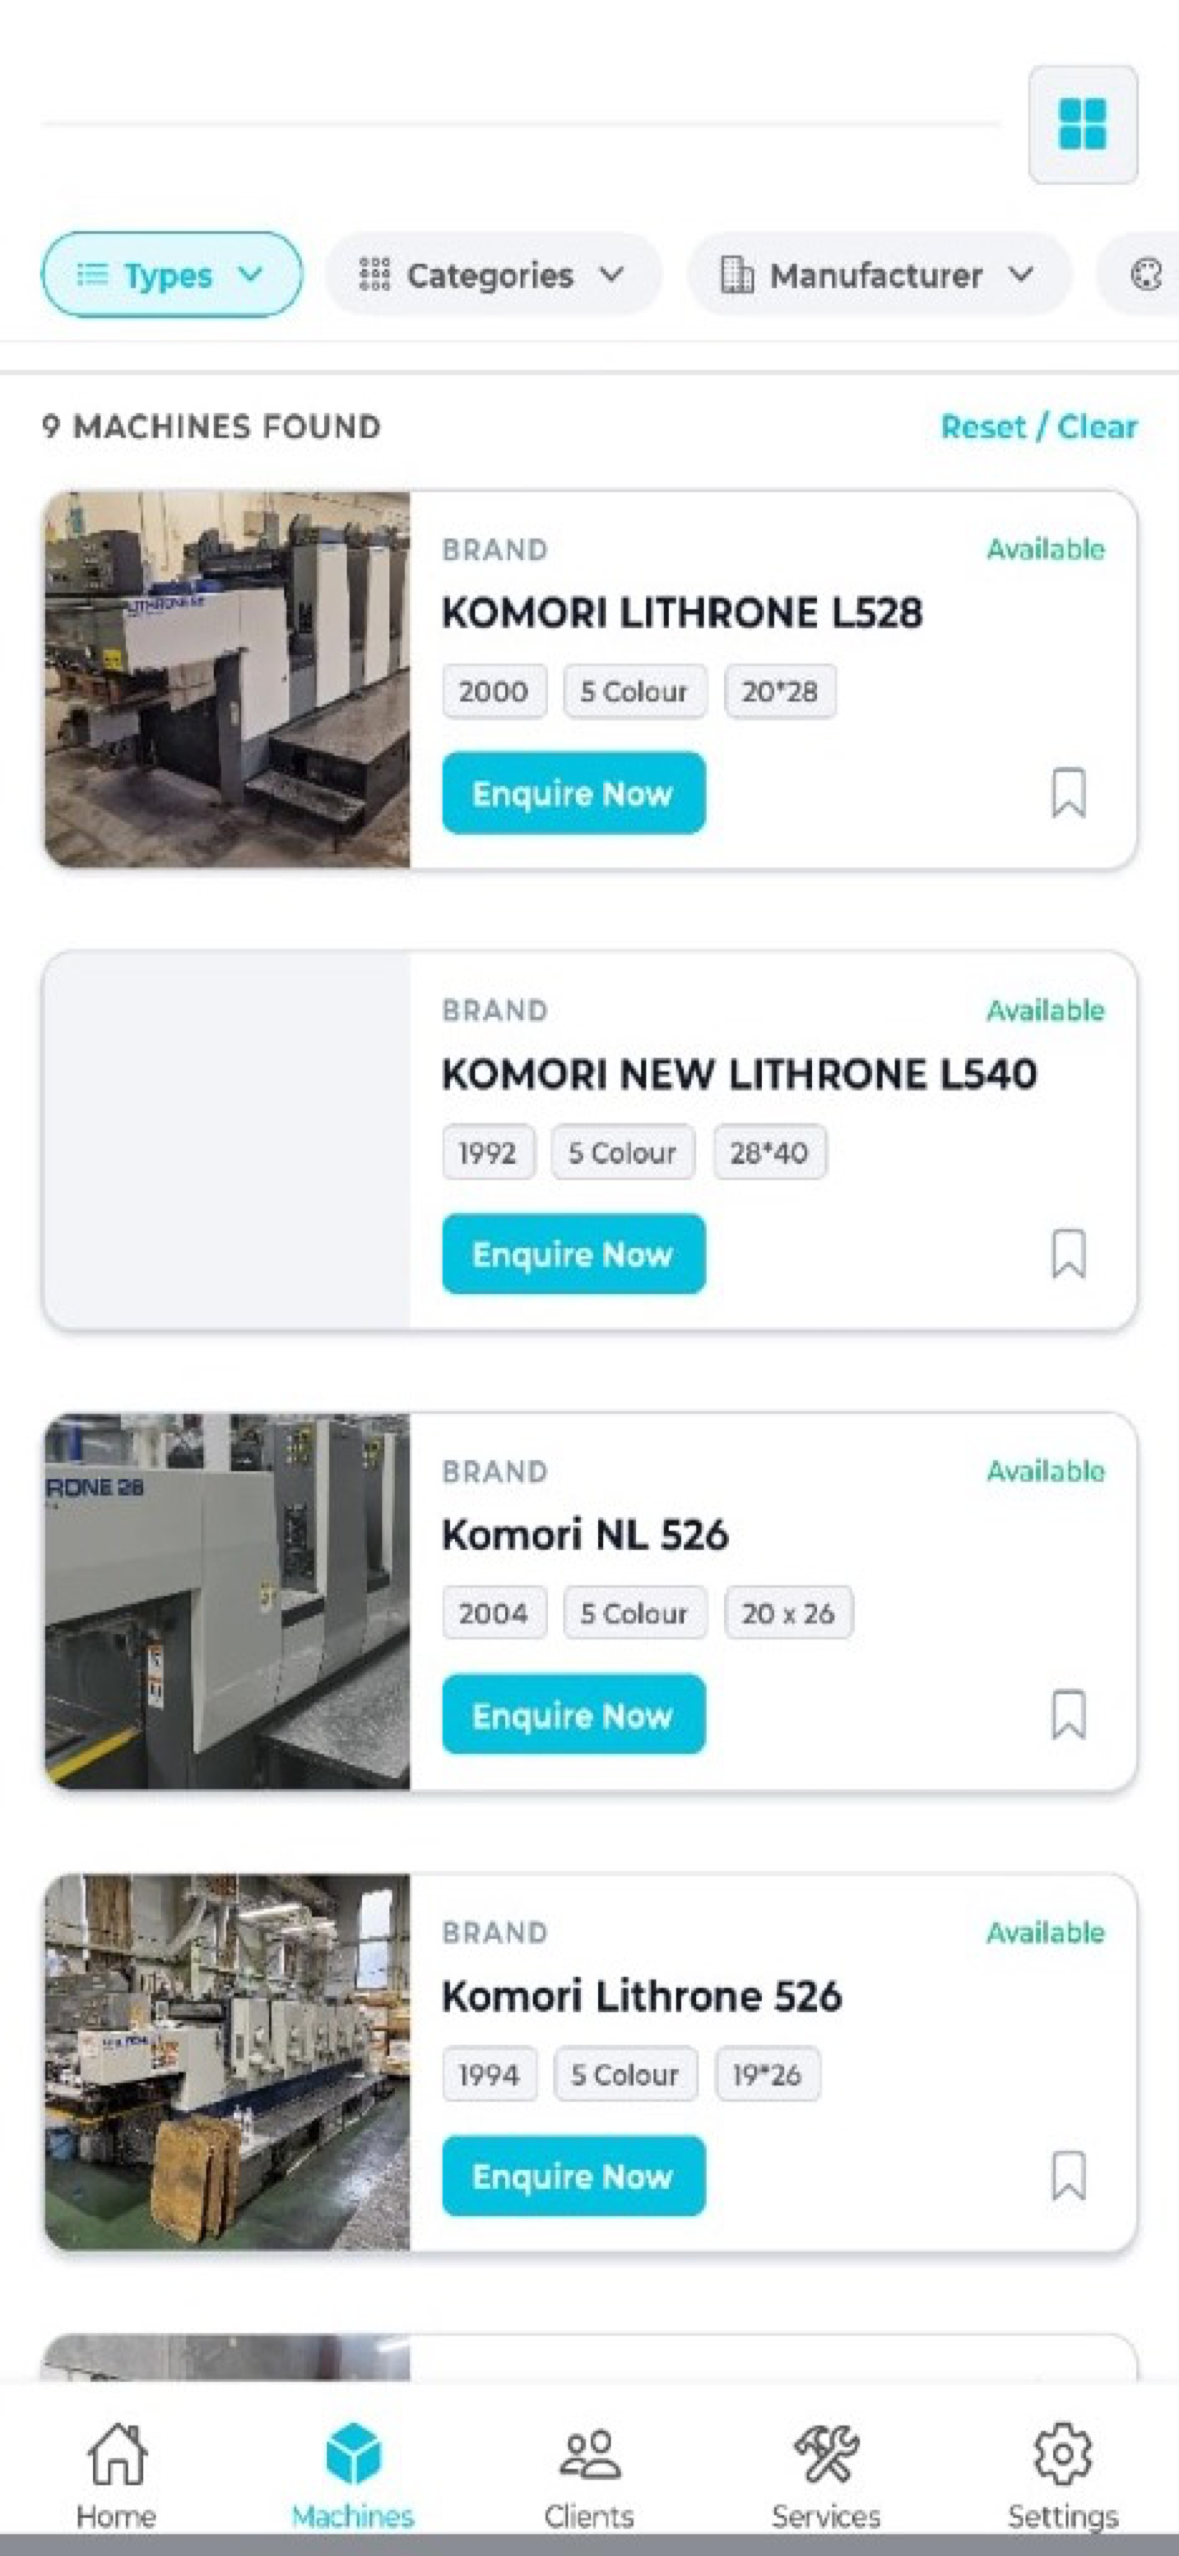 Types
Categories
Manufacturer
9 MACHINES FOUND
Reset / Clear
LITHRONE
BRAND
Available
KOMORI LITHRONE L528
2000
5 Colour
20*28
Enquire Now
BRAND
Available
KOMORI NEW LITHRONE L540
1992
5 Colour
28*40
Enquire Now
RONE 28
BRAND
Available
Komori NL 526
2004
5 Colour
20 x 26
Enquire Now
BRAND
Available
Komori Lithrone 526
1994
5 Colour
19*26
Enquire Now
Home
Machines
Clients
Services
Settings